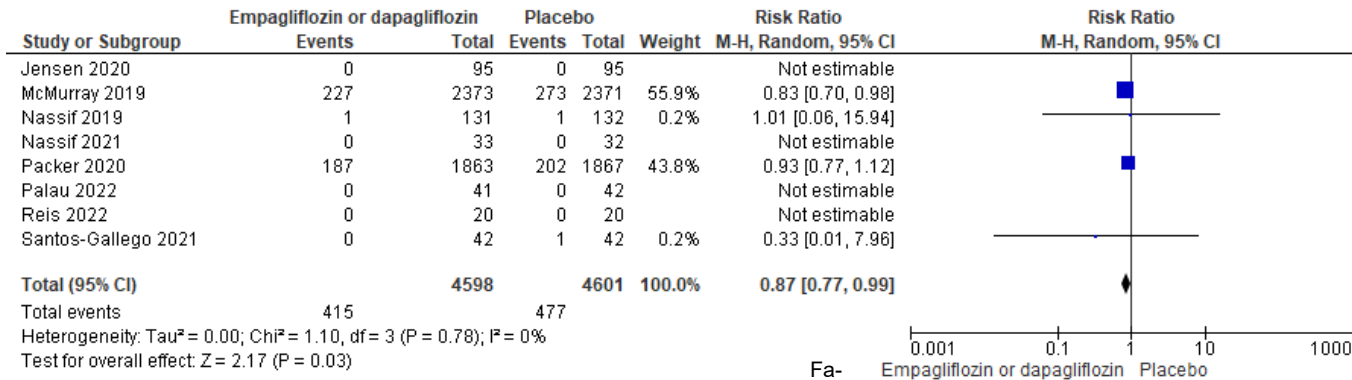 Empagliflozin or dapagliflozin Placebo Risk Ratio Risk Ratio
Study or Subgroup Events Total Events Total Weight M-H, Random, 95% CI M-H, Random, 95% CI
Jensen 2020 0 95 0 95 Not estimable
McMurray 2019 227 2373 273 2371 55.9% 0.83 [0.70, 0.98]
Nassif 2019 1 131 1 132 0.2% 1.01 [0.06, 15.94]
Nassif 2021 0 33 0 32 Not estimable
Packer 2020 187 1863 202 1867 43.8% 0.93 [0.77, 1.12]
Palau 2022 0 41 0 42 Not estimable
Reis 2022 0 20 0 20 Not estimable
Santos-Gallego 2021 0 42 1 42 0.2% 0.33 [0.01, 7.96]
Total (95% CI) 4598 4601 100.0% 0.87 [0.77, 0.99]
Total events 415 477
Heterogeneity: Tau² = 0.00; Chi² = 1.10, df = 3 (P = 0.78); I² = 0%
Test for overall effect: Z = 2.17 (P = 0.03)
0.001 0.1 1 10 1000
Fa- Empagliflozin or dapagliflozin Placebo